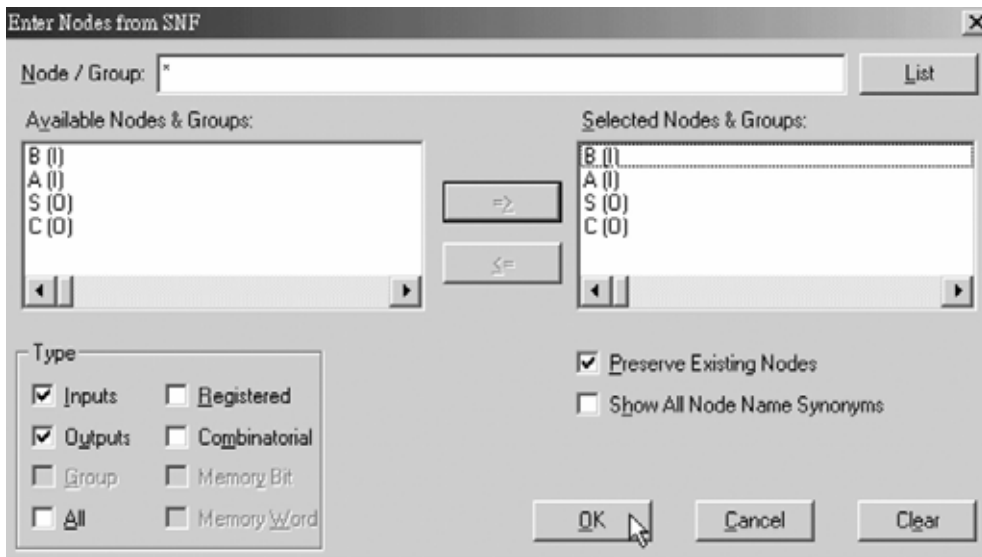 Enter Nodes from SNF
Node / Group: *
List
Available Nodes & Groups:
B (I)
A (I)
S (O)
C (O)
=>
<=
Selected Nodes & Groups:
B (I)
A (I)
S (O)
C (O)
Type
Inputs
Registered
Outputs
Combinatorial
Group
Memory Bit
All
Memory Word
Preserve Existing Nodes
Show All Node Name Synonyms
OK
Cancel
Clear